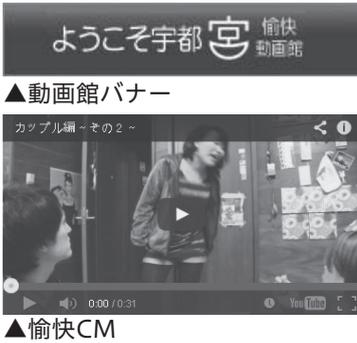 ようこそ宇都宮 愉快
動画館
▲動画館バナー
カップル編~その2~
0:00 / 0:31
YouTube
▲愉快CM